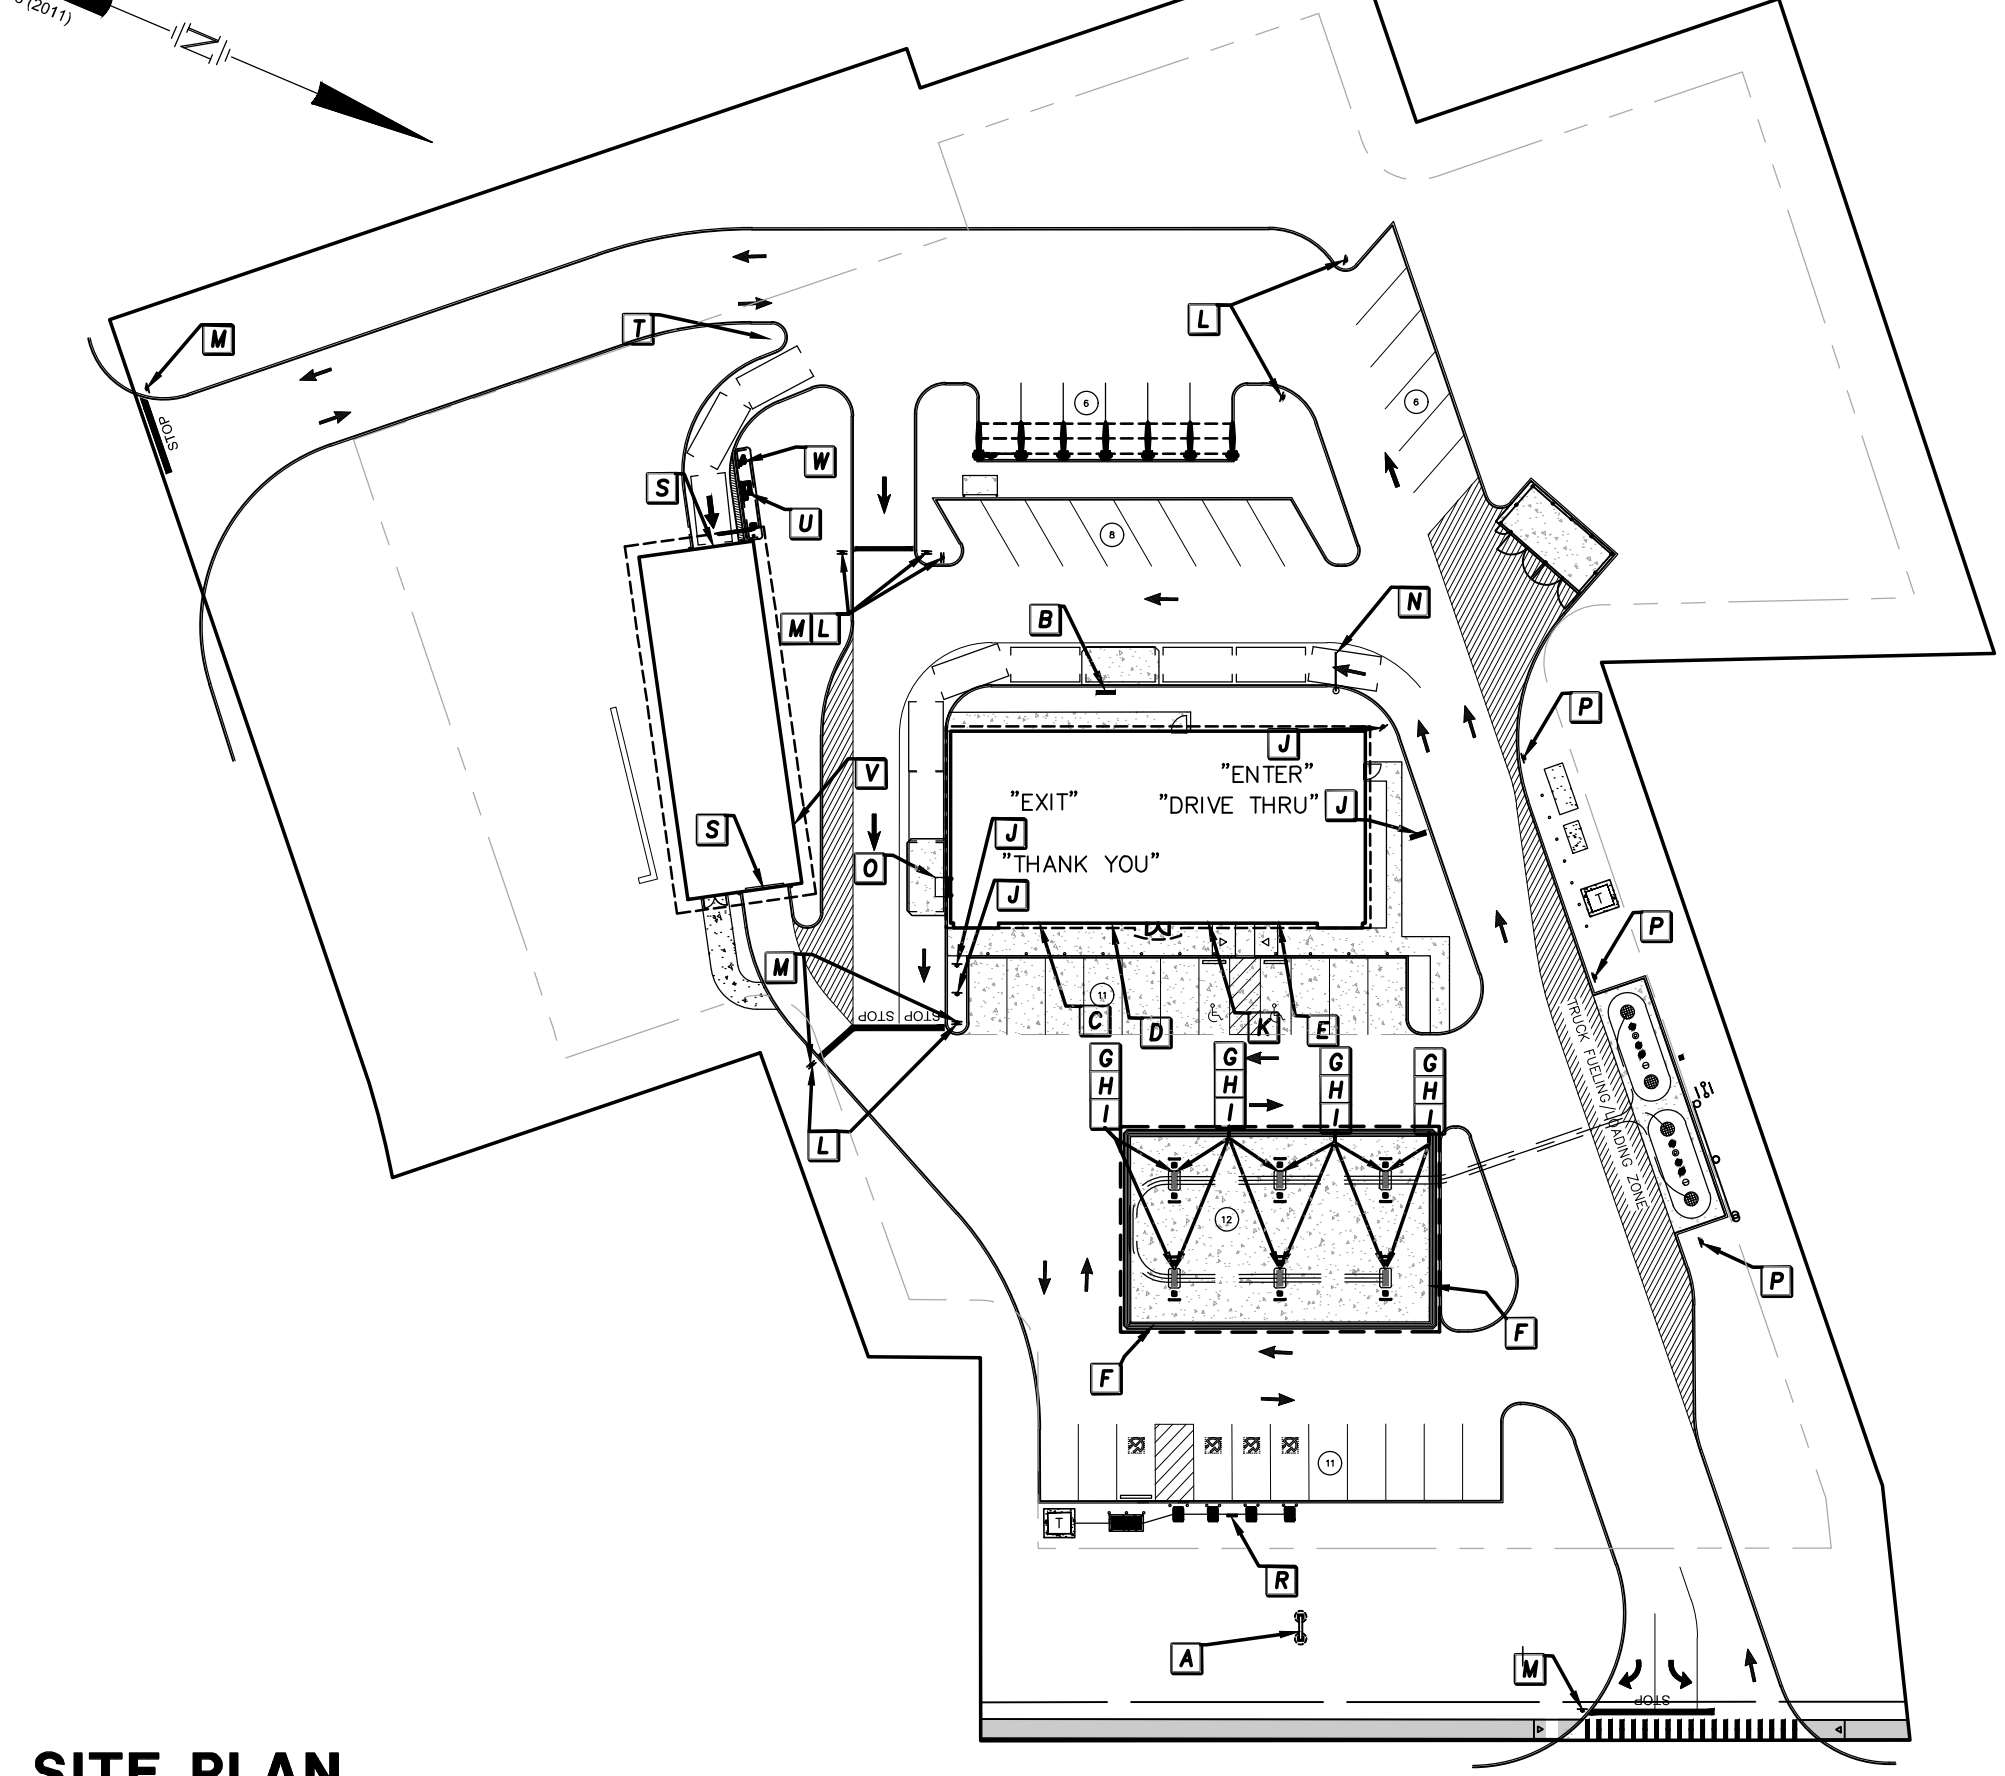 (2011)
N
M
T
L
6
6
W
S
U
8
M L
B
N
STOP
P
J
"ENTER"
"EXIT"
"DRIVE THRU"
V
J
S
J
O
"THANK YOU"
J
T
P
M
11
STOP STOP
C
D
K
E
TRUCK FUELING/LOADING ZONE
G
H
I
G
H
I
G
H
I
G
H
I
L
12
P
F
F
11
T
R
A
M
STOP
SITE PLAN